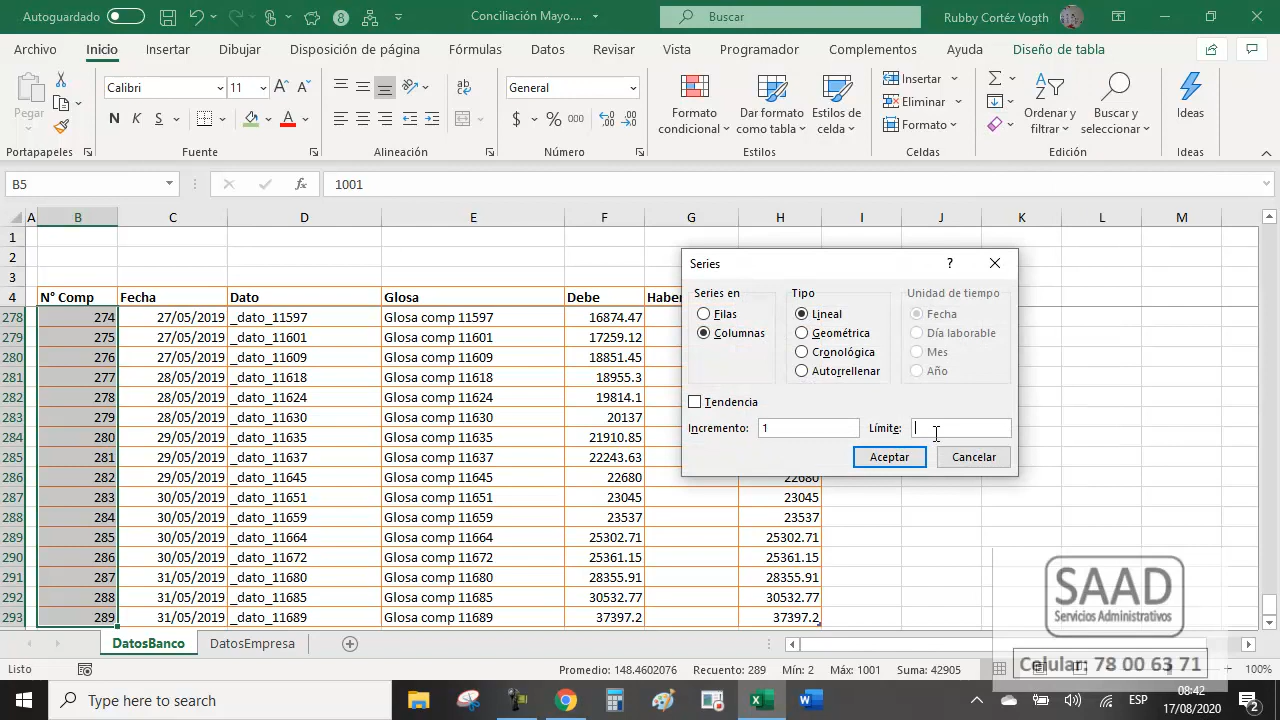 Autoguardado
Conciliación Mayo....
Buscar
Rubby Cortéz Vogth
Archivo Inicio Insertar Dibujar Disposición de página Fórmulas Datos Revisar Vista Programador Complementos Ayuda Diseño de tabla
Pegar
Calibri 11
N K S
General
Formato condicional
Dar formato como tabla
Estilos de celda
Insertar
Eliminar
Formato
Ordenar y filtrar
Buscar y seleccionar
Ideas
Portapapeles Fuente Alineación Número Estilos Celdas Edición Ideas
B5 fx 1001
A B C D E F G H I J K L M
1
2
3
4 N° Comp Fecha Dato Glosa Debe Haber
278 274 27/05/2019 _dato_11597 Glosa comp 11597 16874.47
279 275 27/05/2019 _dato_11601 Glosa comp 11601 17259.12
280 276 27/05/2019 _dato_11609 Glosa comp 11609 18851.45
281 277 28/05/2019 _dato_11618 Glosa comp 11618 18955.3
282 278 28/05/2019 _dato_11624 Glosa comp 11624 19814.1
283 279 28/05/2019 _dato_11630 Glosa comp 11630 20137
284 280 29/05/2019 _dato_11635 Glosa comp 11635 21910.85
285 281 29/05/2019 _dato_11637 Glosa comp 11637 22243.63
286 282 29/05/2019 _dato_11645 Glosa comp 11645 22680 22680
287 283 30/05/2019 _dato_11651 Glosa comp 11651 23045 23045
288 284 30/05/2019 _dato_11659 Glosa comp 11659 23537 23537
289 285 30/05/2019 _dato_11664 Glosa comp 11664 25302.71 25302.71
290 286 30/05/2019 _dato_11672 Glosa comp 11672 25361.15 25361.15
291 287 31/05/2019 _dato_11680 Glosa comp 11680 28355.91 28355.91
292 288 31/05/2019 _dato_11685 Glosa comp 11685 30532.77 30532.77
293 289 31/05/2019 _dato_11689 Glosa comp 11689 37397.2 37397.2
Series ?
Series en Tipo Unidad de tiempo
Filas Lineal Fecha
Columnas Geométrica Día laborable
Cronológica Mes
Autorrellenar Año
Tendencia
Incremento: 1 Límite:
Aceptar Cancelar
SAAD
Servicios Administrativos
Celular: 78 00 63 71
DatosBanco DatosEmpresa
Listo Promedio: 148.4602076 Recuento: 289 Mín: 2 Máx: 1001 Suma: 42905 100%
Type here to search
ESP
08:42
17/08/2020
2